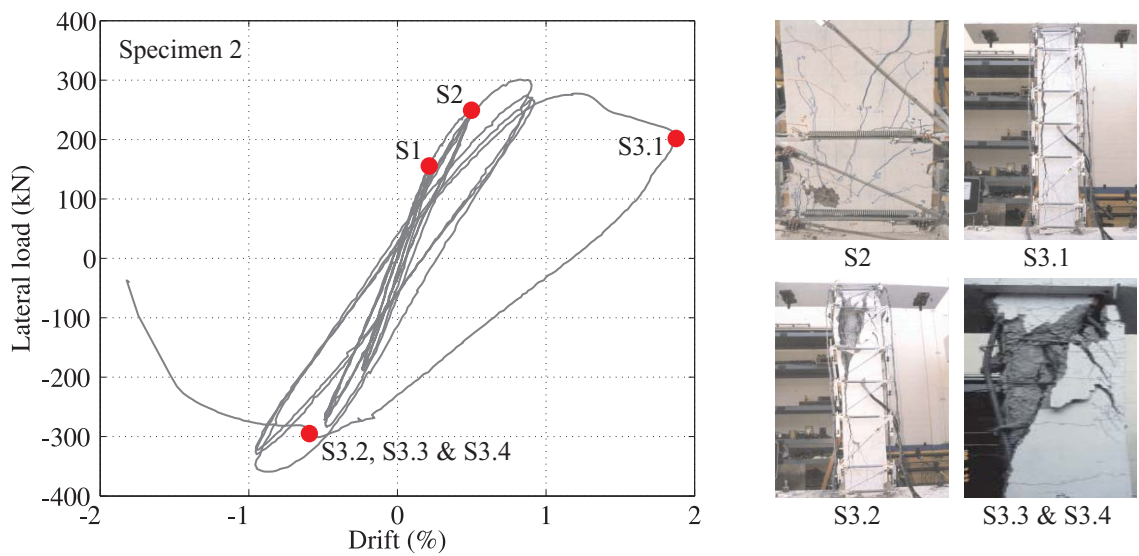 400
300
200
100
0
-100
-200
-300
-400
Lateral load (kN)
Specimen 2
S2
S1
S3.1
S3.2, S3.3 & S3.4
-2
-1
0
1
2
Drift (%)
S2
S3.1
S3.2
S3.3 & S3.4